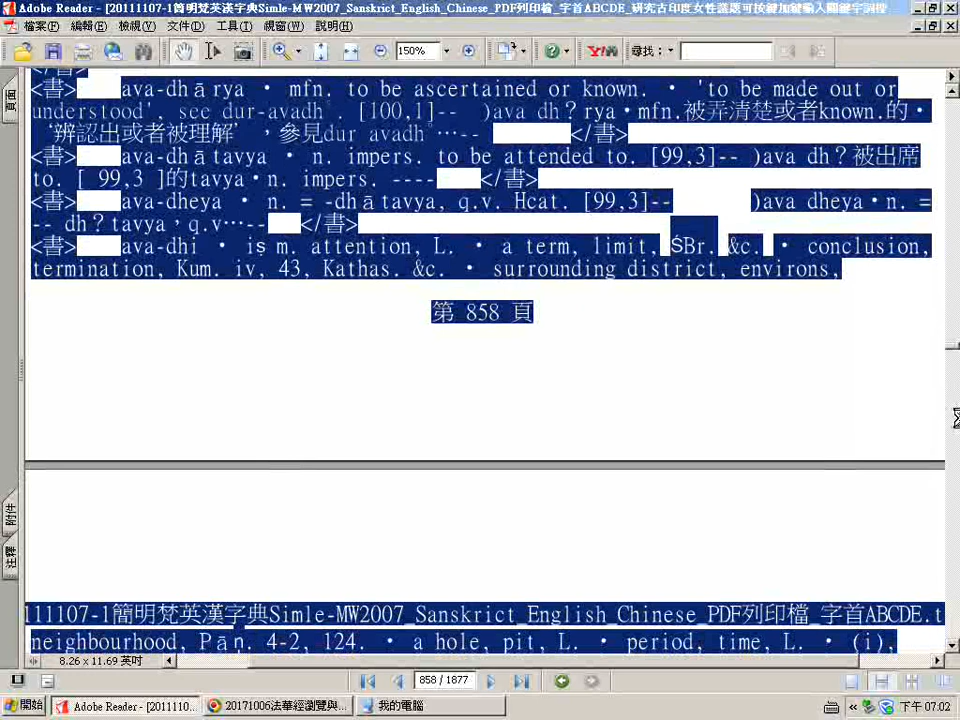 Adobe Reader - [20111107-1簡明梵英漢字典Simle-MW2007_Sanskrict_English_Chinese_PDF列印檔_字首ABCDE_研究古印度女性議題可按鍵加鍵輸入關鍵字詞搜
檔案(F) 編輯(E) 檢視(V) 文件(D) 工具(T) 視窗(W) 說明(H)
150% 尋找：
頁面
</書>
<書> ava-dhārya • mfn. to be ascertained or known. • 'to be made out or
understood', see dur-avadh˚. [100,1]-- )ava dh？rya•mfn.被弄清楚或者known.的•
‘辨認出或者被理解’，參見dur avadh˚…-- </書>
<書> ava-dhātavya • n. impers. to be attended to. [99,3]-- )ava dh？被出席
to. [ 99,3 ]的tavya•n. impers. ---- </書>
<書> ava-dheya • n. = -dhātavya, q.v. Hcat. [99,3]-- )ava dheya•n. =
-- dh？tavya，q.v…-- </書>
<書> ava-dhi • iṣ m. attention, L. • a term, limit, ŚBr. &c. • conclusion,
termination, Kum. iv, 43, Kathas. &c. • surrounding district, environs,
第 858 頁
附件
注釋
111107-1簡明梵英漢字典Simle-MW2007_Sanskrict_English_Chinese_PDF列印檔_字首ABCDE.t
neighbourhood, Pāṇ. 4-2, 124. • a hole, pit, L. • period, time, L. • (i),
8.26 x 11.69 英吋
858 / 1877
開始 Adobe Reader - [2011110... 20171006法華經瀏覽與... 我的電腦 下午 07:02